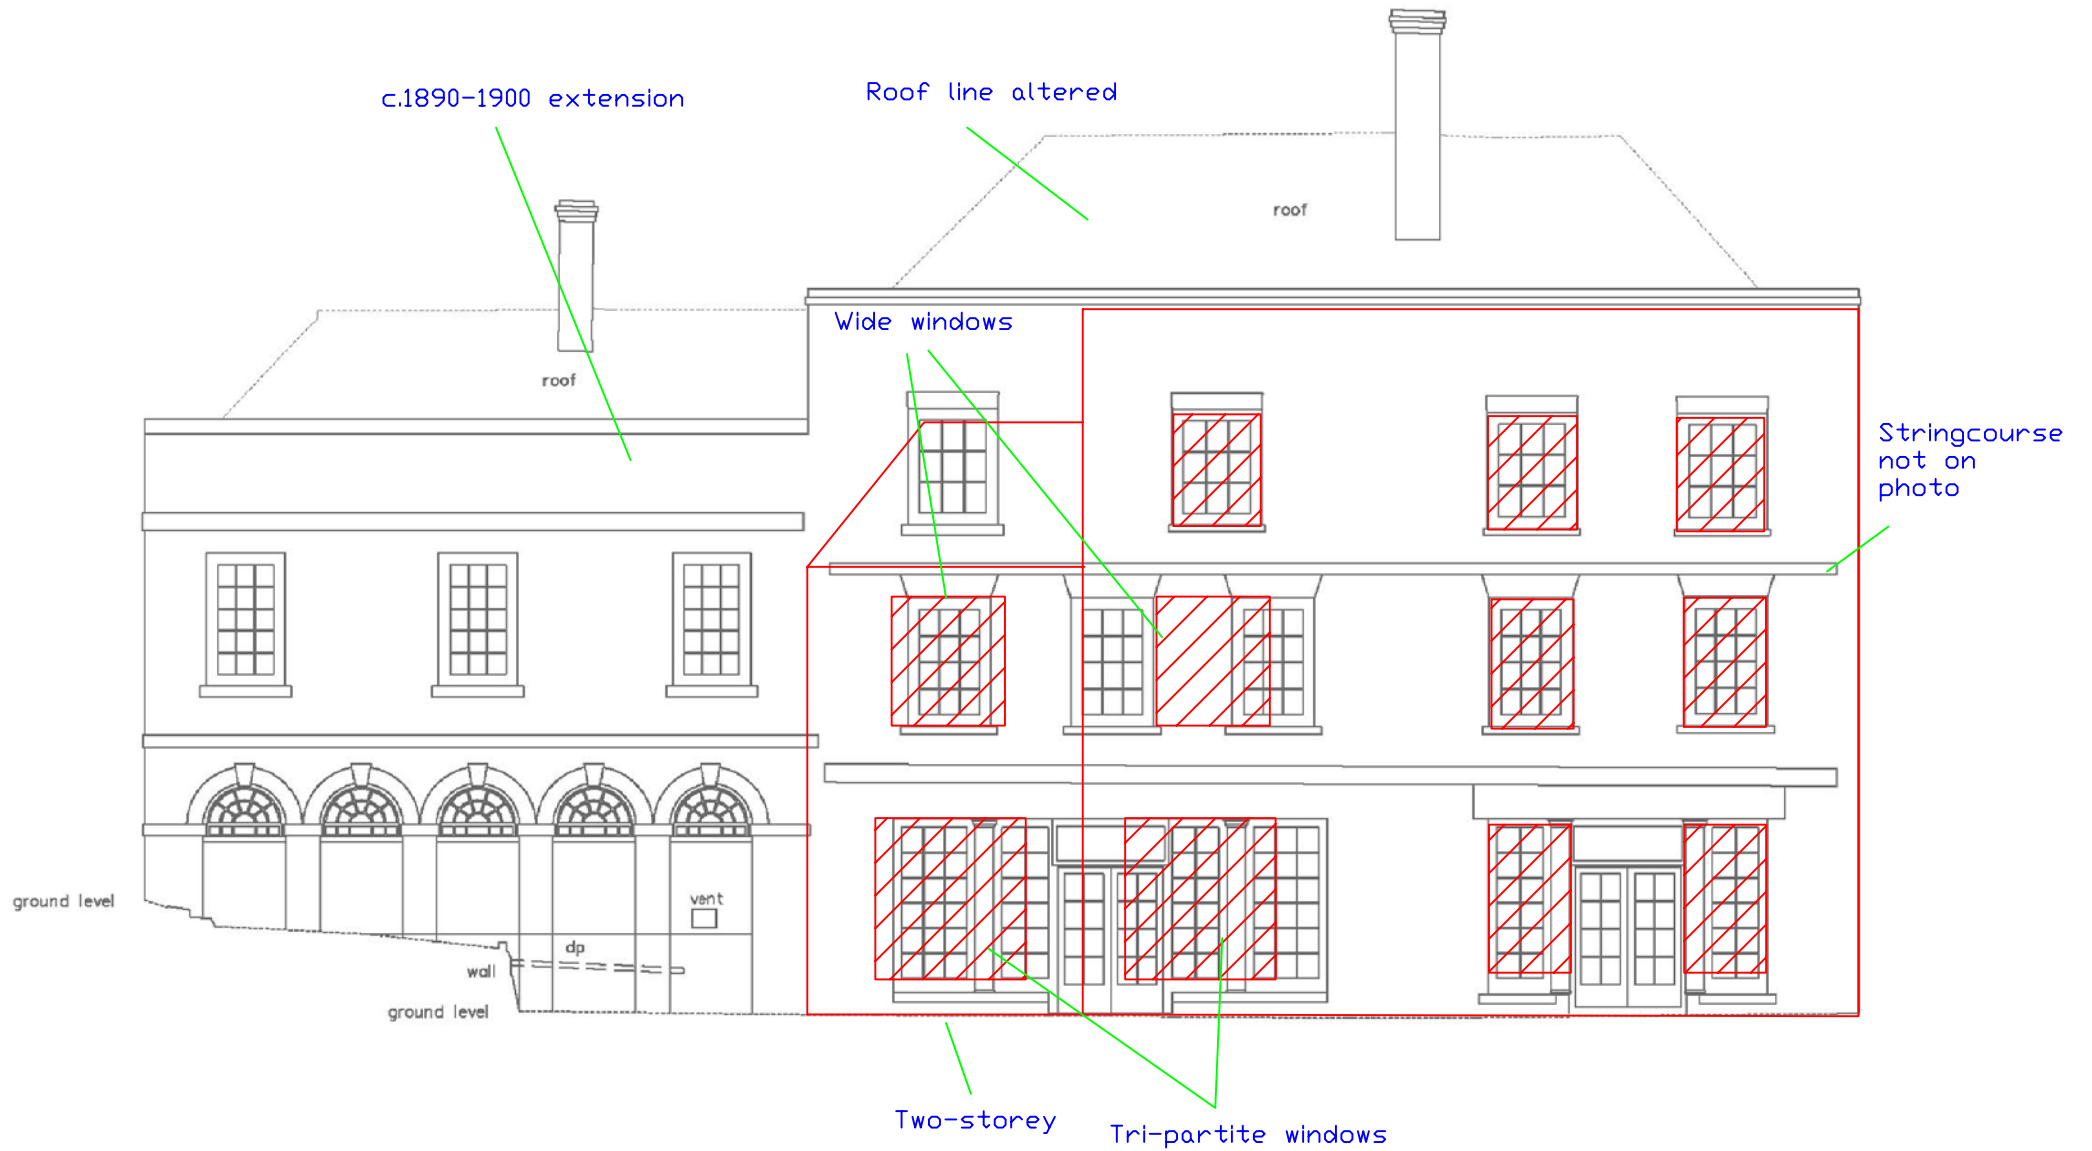 c.1890-1900 extension
Roof line altered
roof
Wide windows
roof
Stringcourse
not on
photo
ground level
vent
dp
wall
ground level
Two-storey
Tri-partite windows